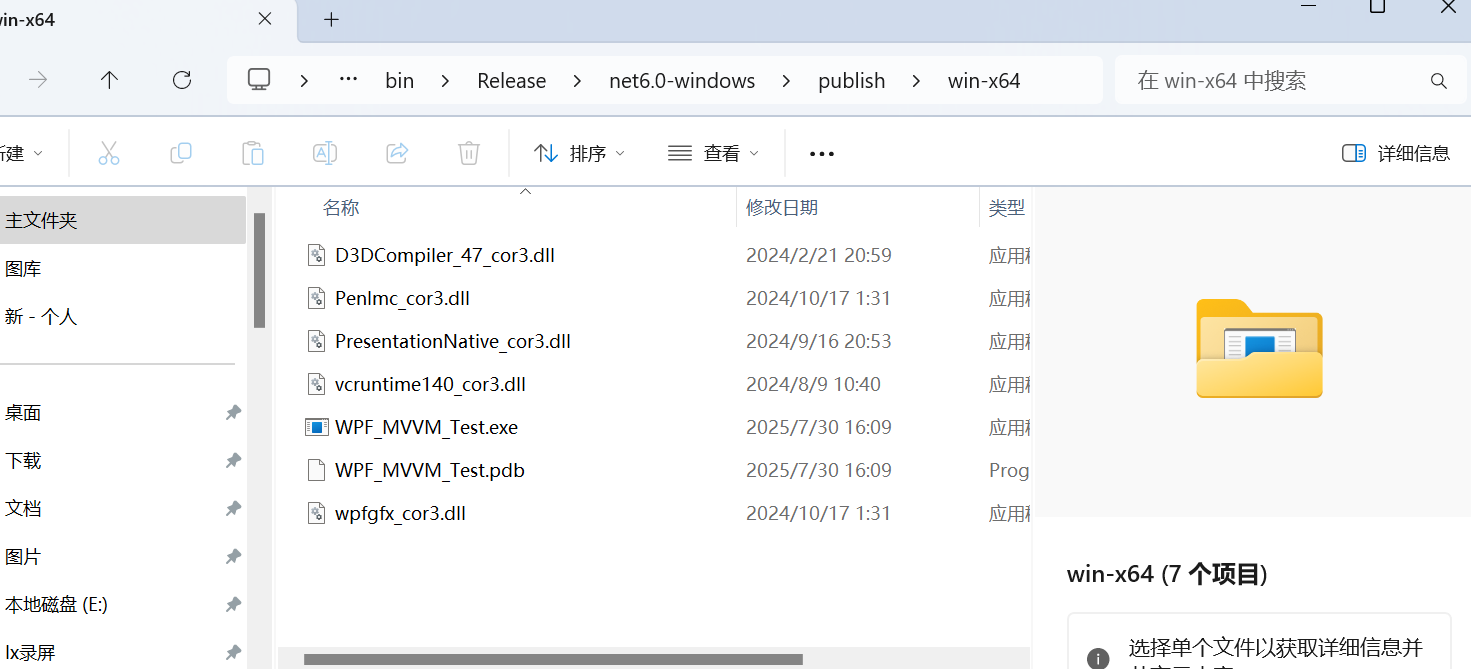 win-x64
bin Release net6.0-windows publish win-x64
在 win-x64 中搜索
新建 排序 查看 详细信息
主文件夹
图库
新 - 个人
桌面
下载
文档
图片
本地磁盘 (E:)
lx录屏
名称 修改日期 类型
D3DCompiler_47_cor3.dll 2024/2/21 20:59 应用
PenImc_cor3.dll 2024/10/17 1:31 应用
PresentationNative_cor3.dll 2024/9/16 20:53 应用
vcruntime140_cor3.dll 2024/8/9 10:40 应用
WPF_MVVM_Test.exe 2025/7/30 16:09 应用
WPF_MVVM_Test.pdb 2025/7/30 16:09 Prog
wpfgfx_cor3.dll 2024/10/17 1:31 应用
win-x64 (7 个项目)
选择单个文件以获取详细信息并